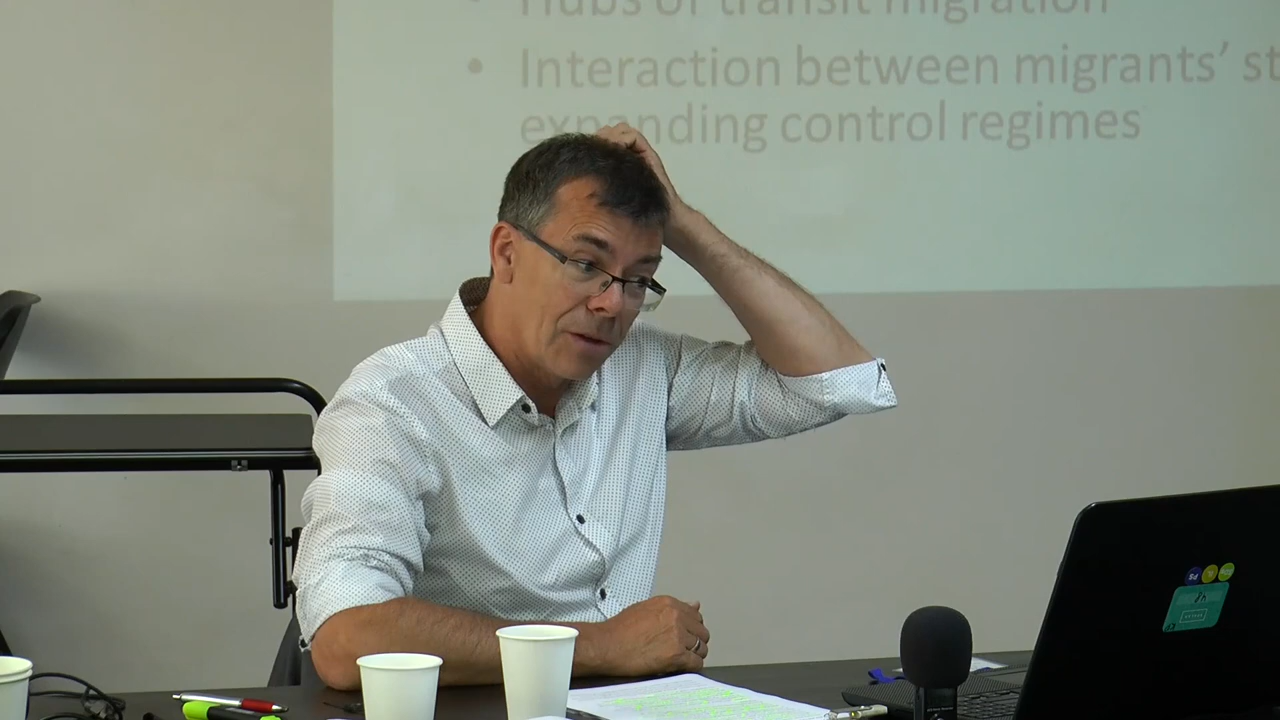 • Hubs of transit migration
• Interaction between migrants' st
expanding control regimes